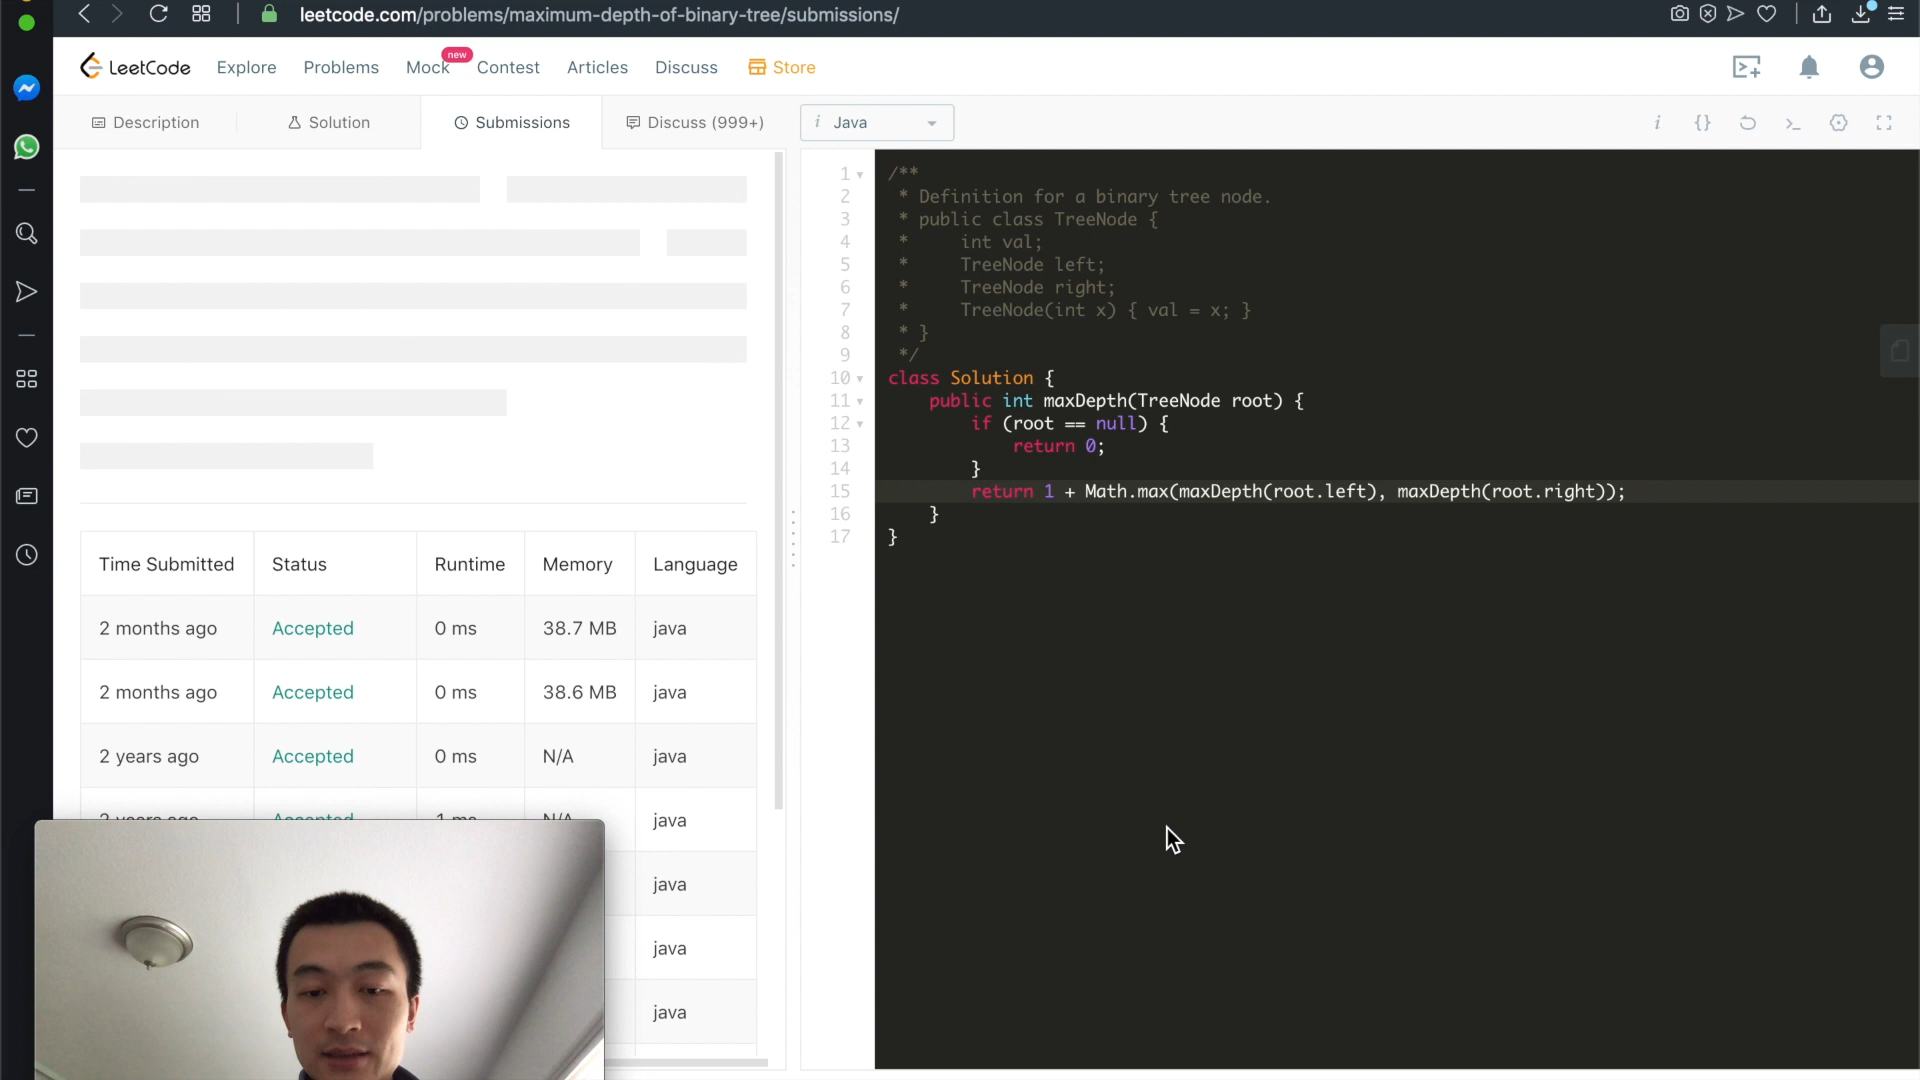 leetcode.com/problems/maximum-depth-of-binary-tree/submissions/
LeetCode Explore Problems Mock new Contest Articles Discuss Store
Description Solution Submissions Discuss (999+) i Java
1 /**
2 * Definition for a binary tree node.
3 * public class TreeNode {
4 *     int val;
5 *     TreeNode left;
6 *     TreeNode right;
7 *     TreeNode(int x) { val = x; }
8 * }
9 */
10 class Solution {
11     public int maxDepth(TreeNode root) {
12         if (root == null) {
13             return 0;
14         }
15         return 1 + Math.max(maxDepth(root.left), maxDepth(root.right));
16     }
17 }
Time Submitted Status Runtime Memory Language
2 months ago Accepted 0 ms 38.7 MB java
2 months ago Accepted 0 ms 38.6 MB java
2 years ago Accepted 0 ms N/A java
2 years ago Accepted 1 ms N/A java
java
java
java